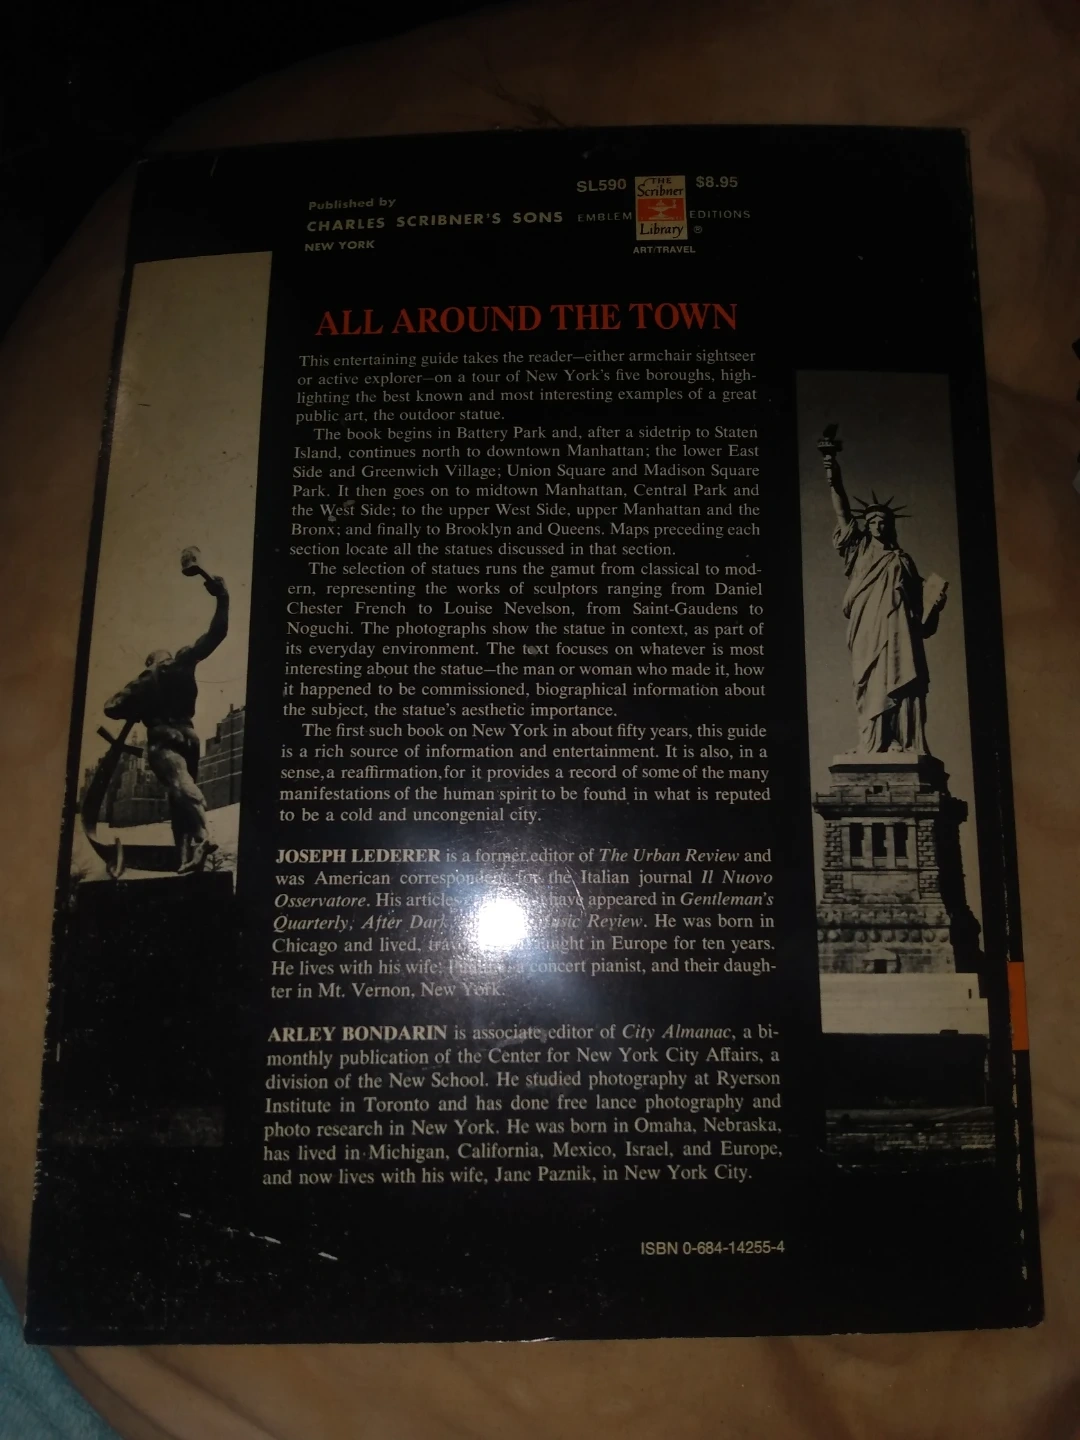 Published by
CHARLES SCRIBNER'S SONS
NEW YORK
SL590
$8.95
EMBLEM
THE
Scribner
Library
EDITIONS
®
ART/TRAVEL
ALL AROUND THE TOWN
This entertaining guide takes the reader—either armchair sightseer
or active explorer—on a tour of New York's five boroughs, high-
lighting the best known and most interesting examples of a great
public art, the outdoor statue.
The book begins in Battery Park and, after a sidetrip to Staten
Island, continues north to downtown Manhattan; the lower East
Side and Greenwich Village; Union Square and Madison Square
Park. It then goes on to midtown Manhattan, Central Park and
the West Side; to the upper West Side, upper Manhattan and the
Bronx; and finally to Brooklyn and Queens. Maps preceding each
section locate all the statues discussed in that section.
The selection of statues runs the gamut from classical to mod-
ern, representing the works of sculptors ranging from Daniel
Chester French to Louise Nevelson, from Saint-Gaudens to
Noguchi. The photographs show the statue in context, as part of
its everyday environment. The text focuses on whatever is most
interesting about the statue—the man or woman who made it, how
it happened to be commissioned, biographical information about
the subject, the statue's aesthetic importance.
The first such book on New York in about fifty years, this guide
is a rich source of information and entertainment. It is also, in a
sense, a reaffirmation, for it provides a record of some of the many
manifestations of the human spirit to be found in what is reputed
to be a cold and uncongenial city.
JOSEPH LEDERER is a former editor of The Urban Review and
was American correspondent for the Italian journal Il Nuovo
Osservatore. His articles have appeared in Gentleman's
Quarterly, After Dark Review. He was born in
Chicago and lived, in Europe for ten years.
He lives with his wife, a concert pianist, and their daugh-
ter in Mt. Vernon, New York.
ARLEY BONDARIN is associate editor of City Almanac, a bi-
monthly publication of the Center for New York City Affairs, a
division of the New School. He studied photography at Ryerson
Institute in Toronto and has done free lance photography and
photo research in New York. He was born in Omaha, Nebraska,
has lived in Michigan, California, Mexico, Israel, and Europe,
and now lives with his wife, Jane Paznik, in New York City.
ISBN 0-684-14255-4